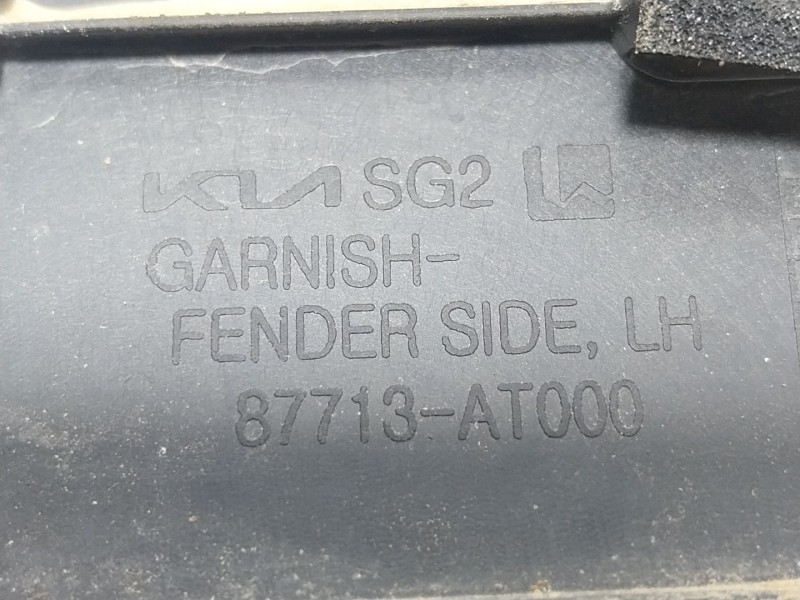 KIA SG2
GARNISH-
FENDER SIDE, LH
87713-AT000